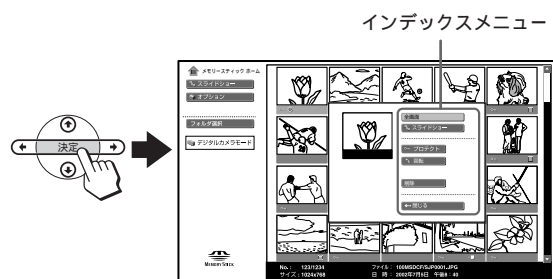 インデックスメニュー
メモリースティック ホーム
スライドショー
オプション
フォルダ選択
デジタルカメラモード
決定
全画面
スライドショー
プロテクト
回転
削除
閉じる
MEMORY STICK
No.: 123/1234
サイズ：1024x768
ファイル：100MSDCF/SJP0001.JPG
日 時：2002年7月5日 午後8：40